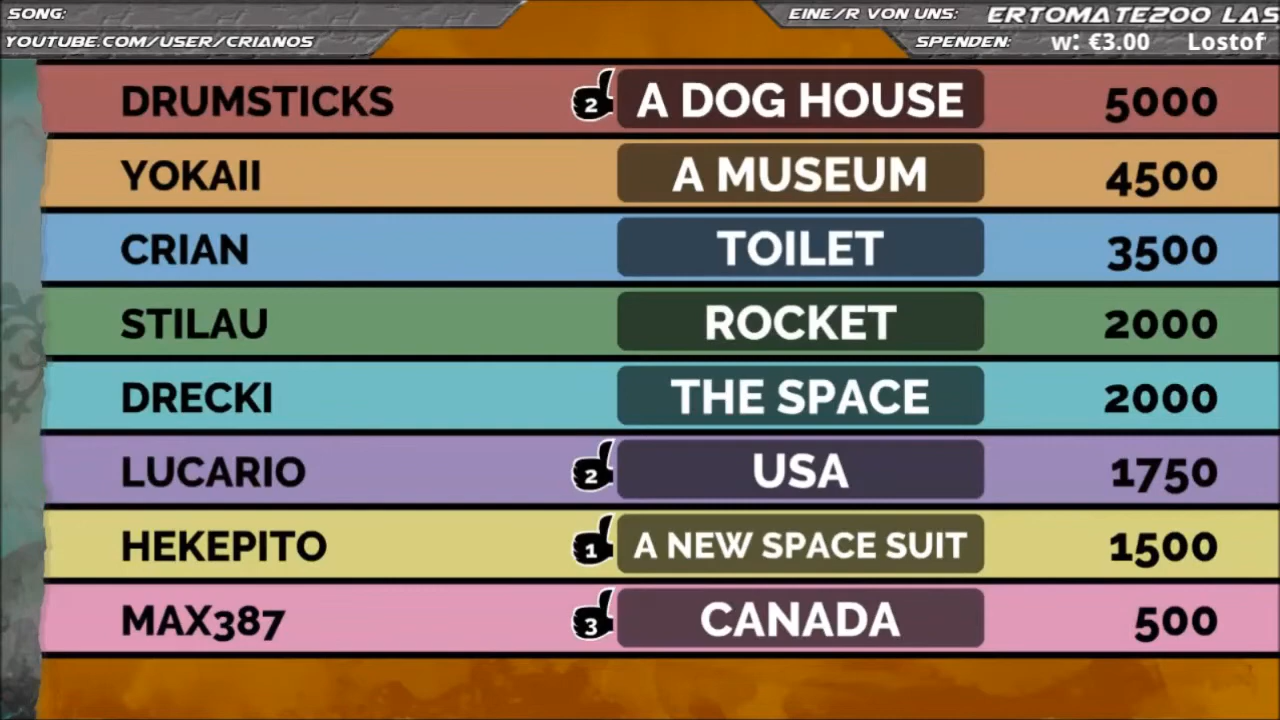 SONG:
EINE/R VON UNS: ERTOMATE200 LAS
YOUTUBE.COM/USER/CRIANOS
SPENDEN: w: €3.00 Lostof
DRUMSTICKS 2 A DOG HOUSE 5000
YOKAII A MUSEUM 4500
CRIAN TOILET 3500
STILAU ROCKET 2000
DRECKI THE SPACE 2000
LUCARIO 2 USA 1750
HEKEPITO 1 A NEW SPACE SUIT 1500
MAX387 3 CANADA 500